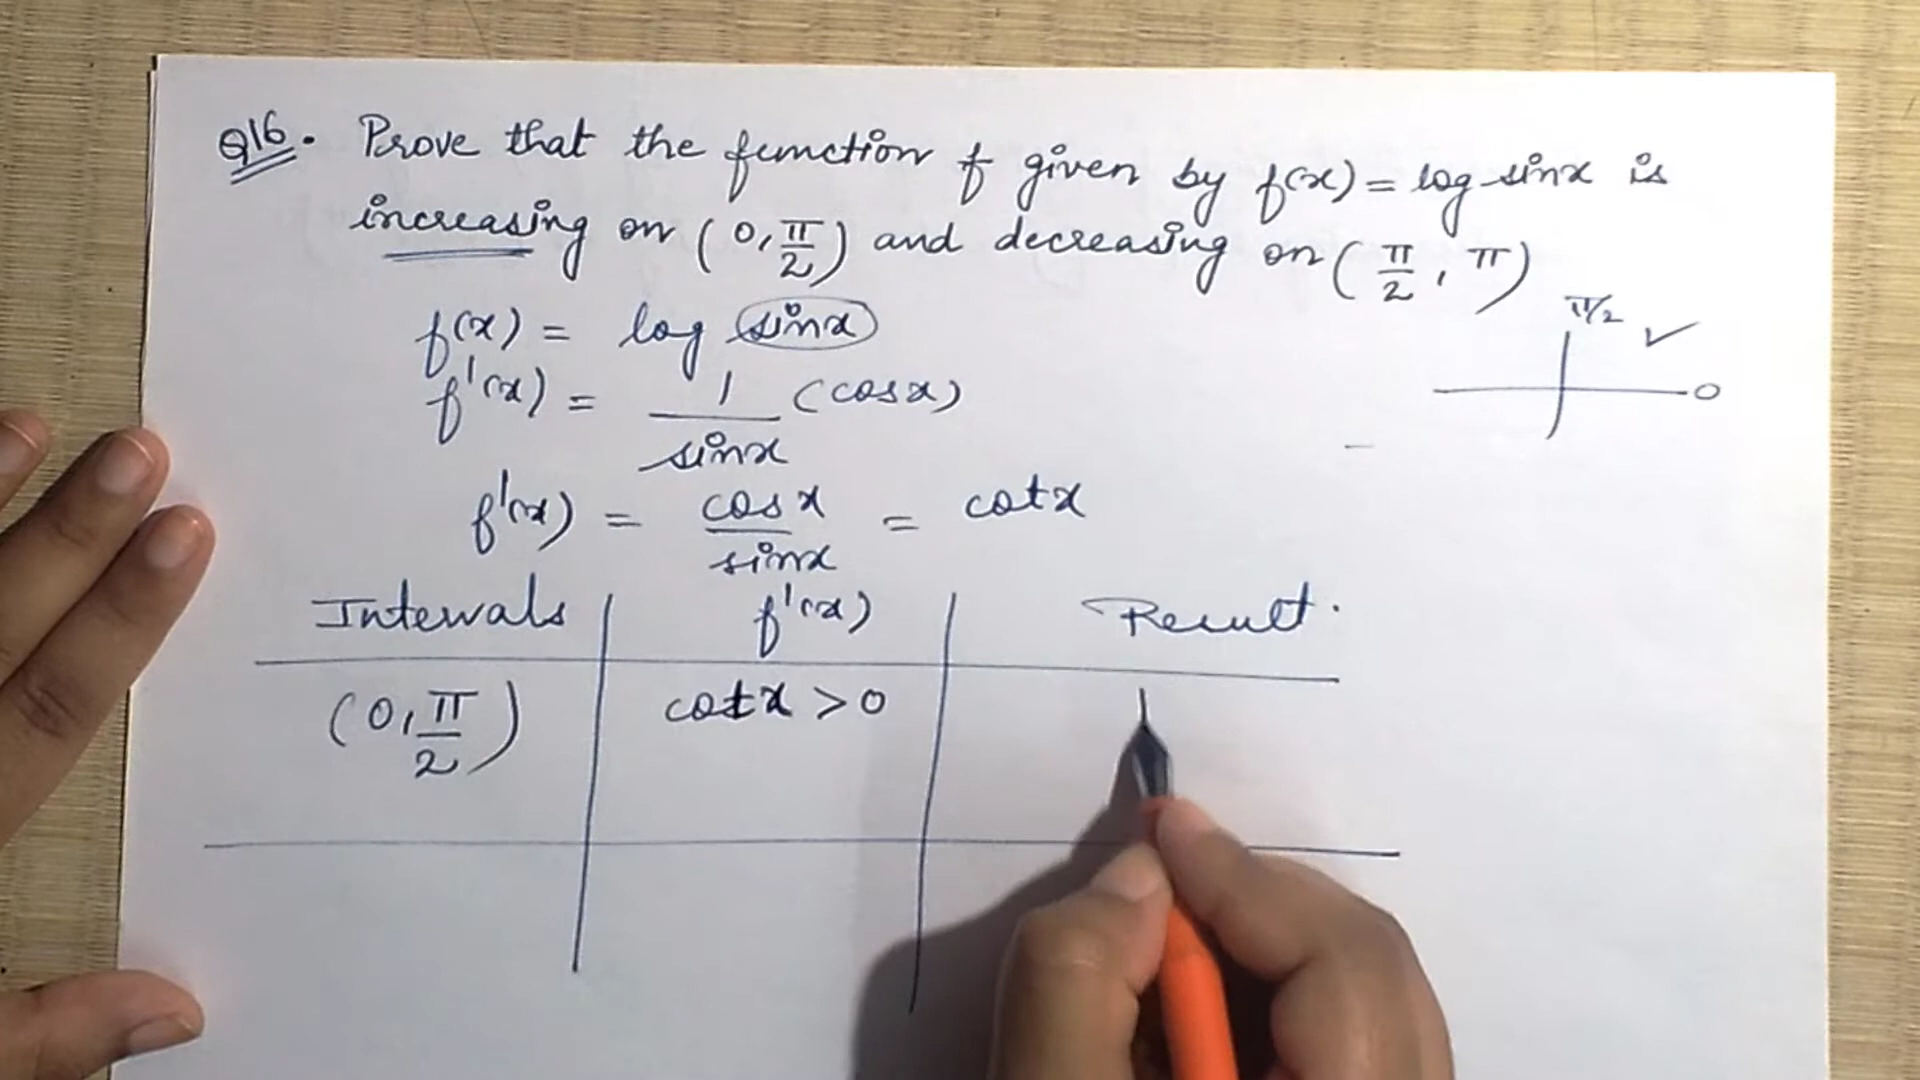 Q16. Prove that the function f given by f(x) = log sinx is
increasing on (0, π/2) and decreasing on (π/2, π)
π/2 ✓
0
f(x) = log sinx
f'(x) = 1/sinx (cosx)
f'(x) = cosx/sinx = cotx
Intervals f'(x) Result.
(0, π/2) cotx > 0